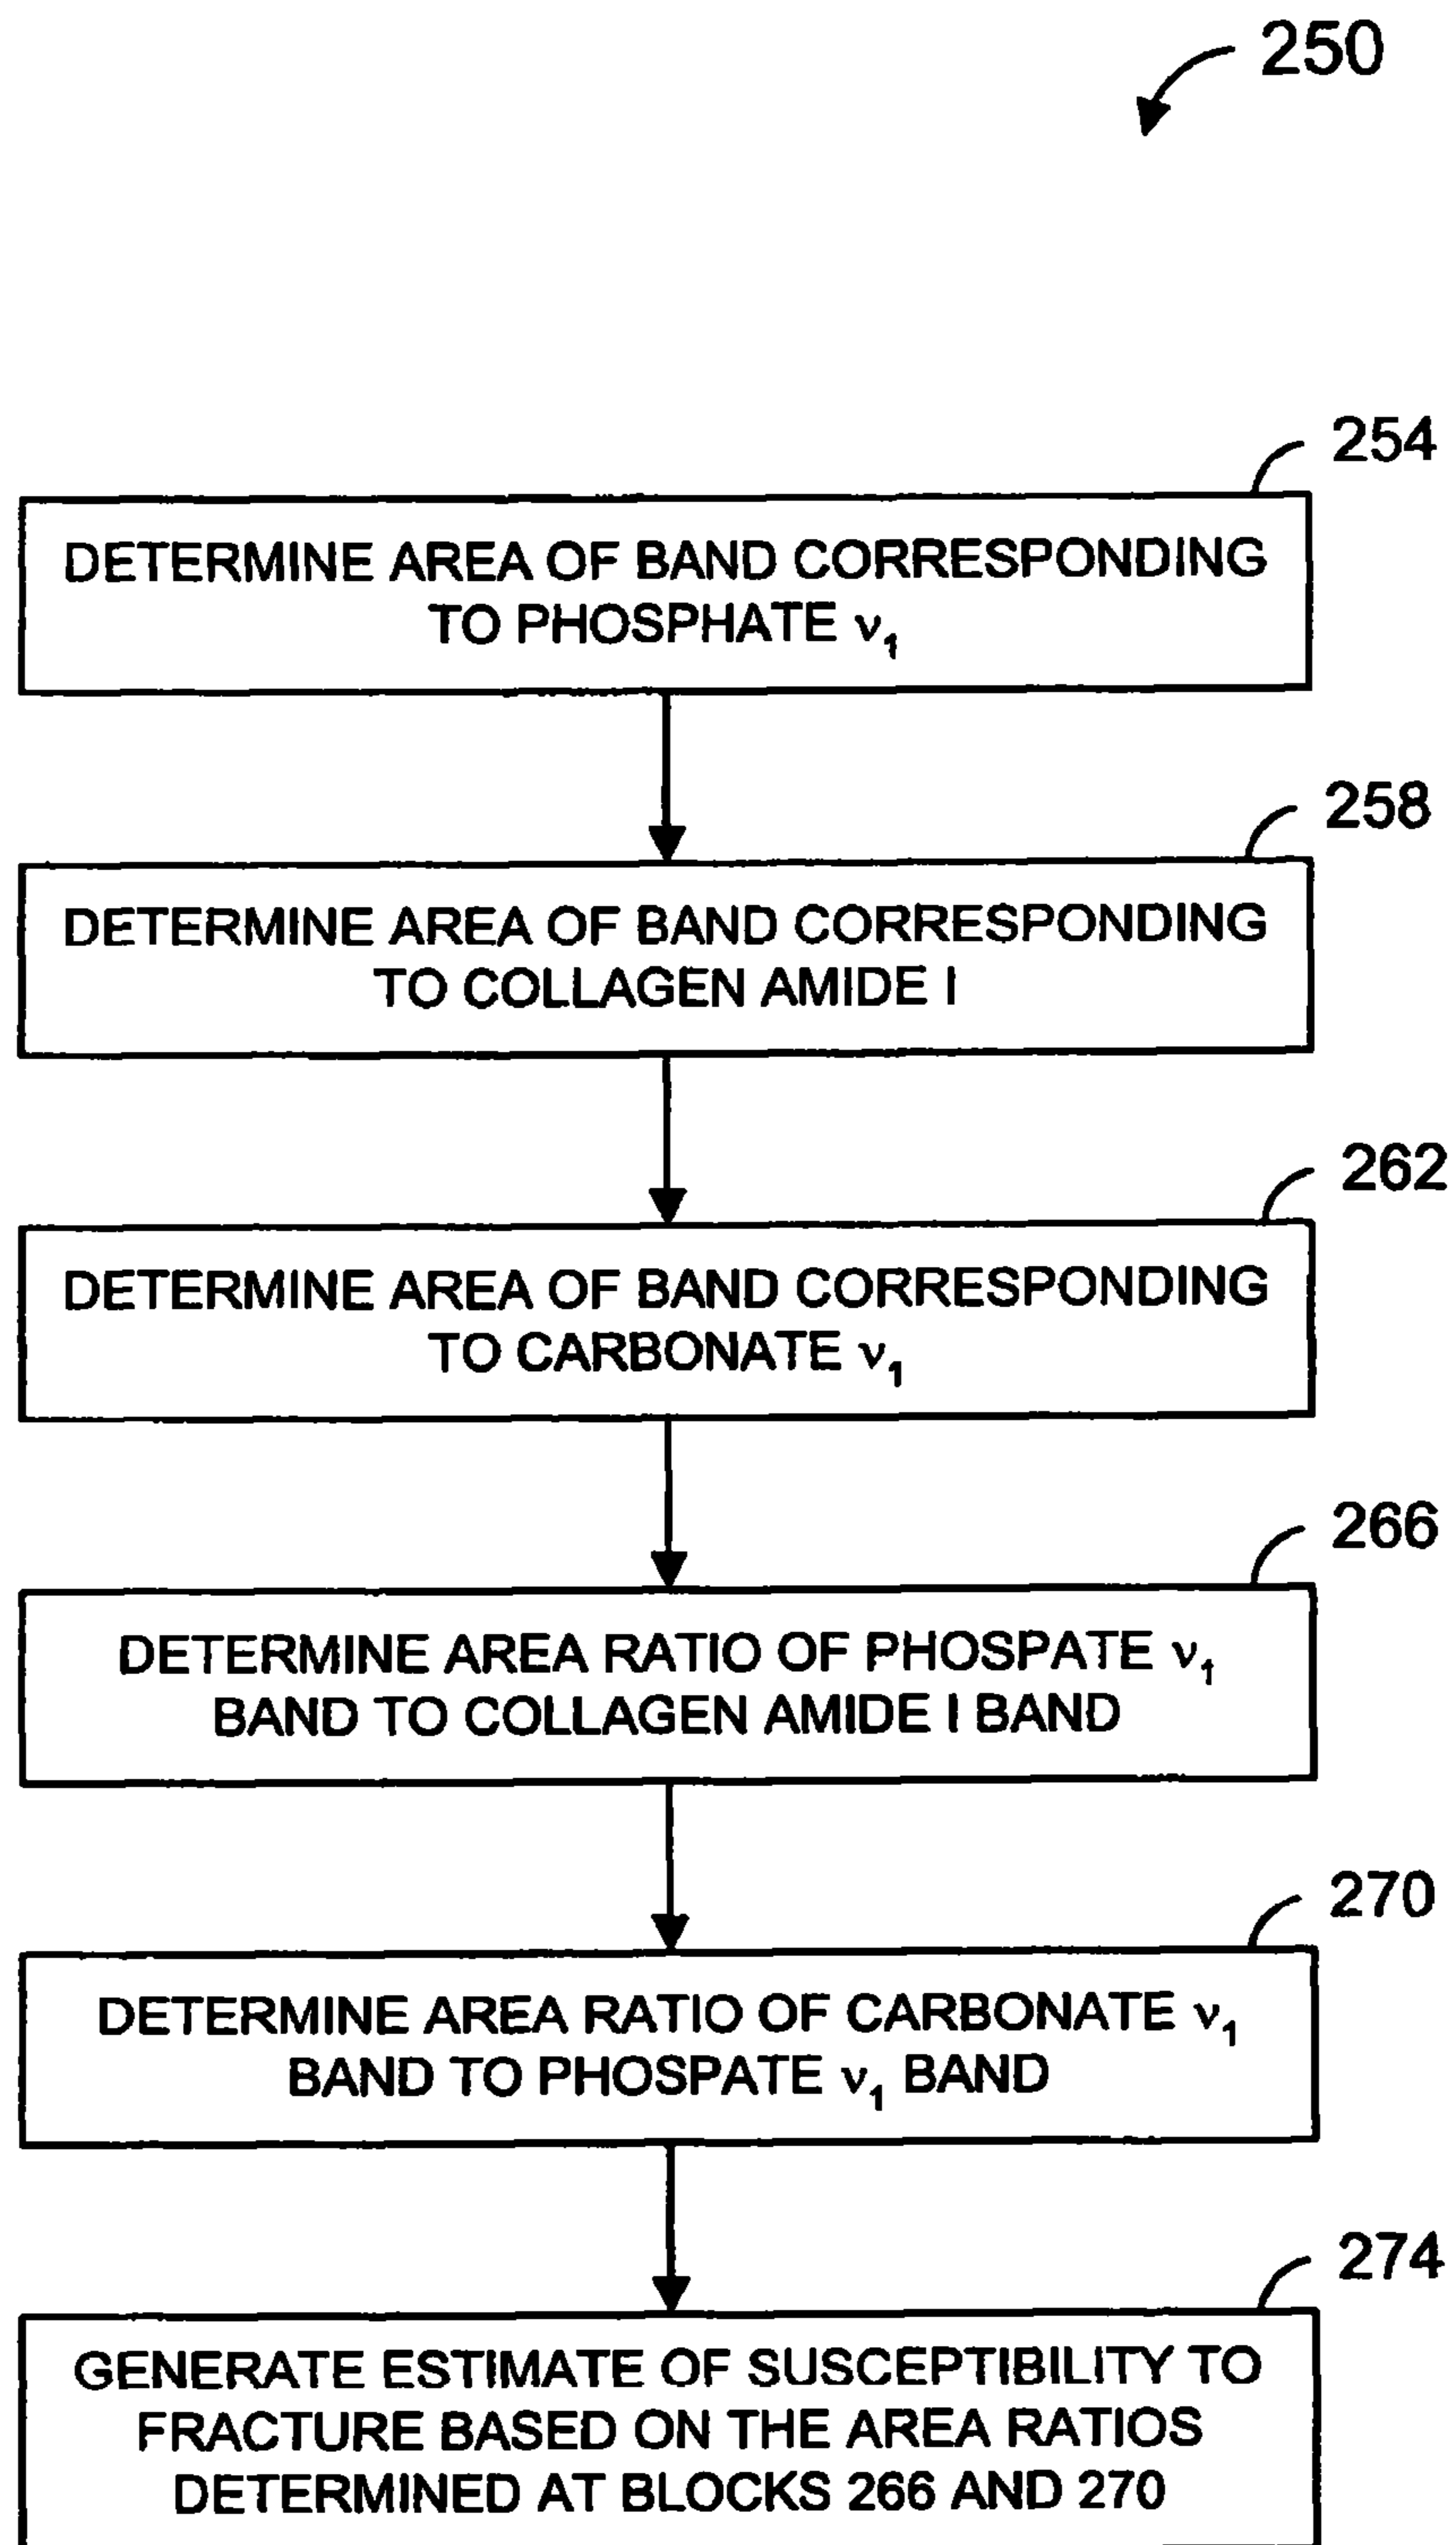 250
254
DETERMINE AREA OF BAND CORRESPONDING
TO PHOSPHATE ν₁
258
DETERMINE AREA OF BAND CORRESPONDING
TO COLLAGEN AMIDE I
262
DETERMINE AREA OF BAND CORRESPONDING
TO CARBONATE ν₁
266
DETERMINE AREA RATIO OF PHOSPATE ν₁
BAND TO COLLAGEN AMIDE I BAND
270
DETERMINE AREA RATIO OF CARBONATE ν₁
BAND TO PHOSPATE ν₁ BAND
274
GENERATE ESTIMATE OF SUSCEPTIBILITY TO
FRACTURE BASED ON THE AREA RATIOS
DETERMINED AT BLOCKS 266 AND 270